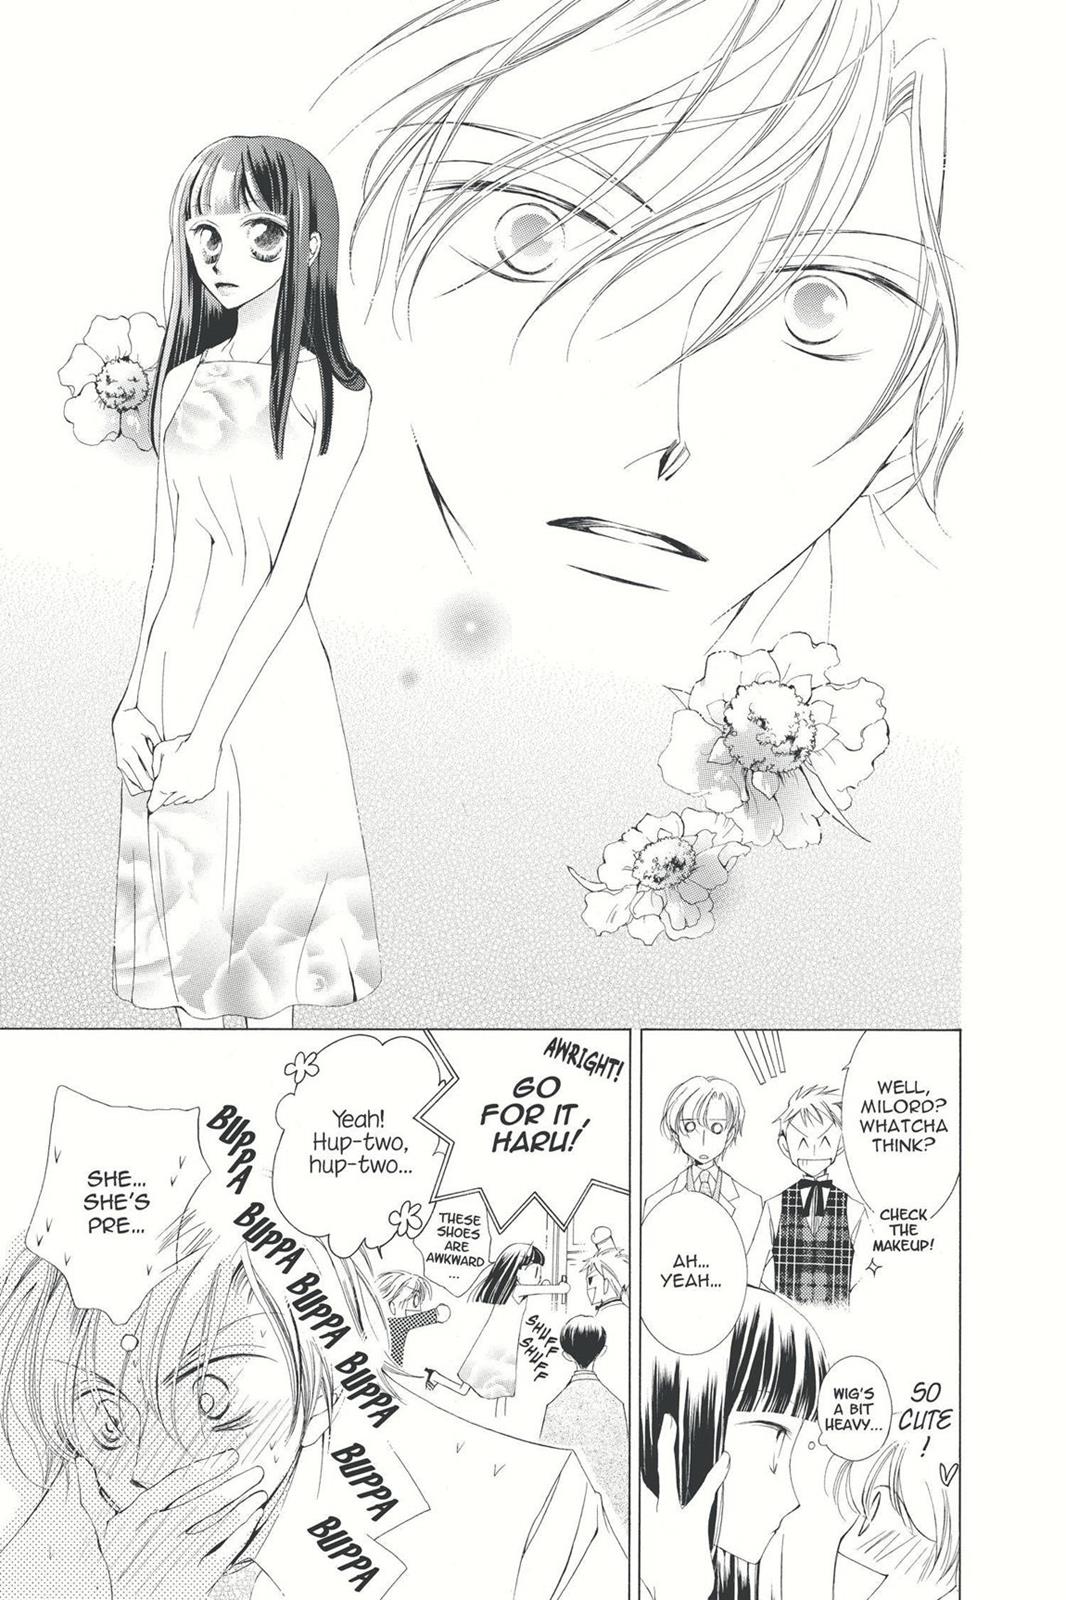 WELL,
MILORD?
WHATCHA
THINK?
CHECK
THE
MAKEUP!
AH...
YEAH...
WIG'S
A BIT
HEAVY...
SO
CUTE
!
AWRIGHT!
GO
FOR IT,
HARU!
Yeah!
Hup-two,
hup-two...
THESE
SHOES
ARE
AWKWARD
...
SHUFF
SHUFF
BUPPA
BUPPA
BUPPA
BUPPA
BUPPA
BUPPA
SHE...
SHE'S
PRE...